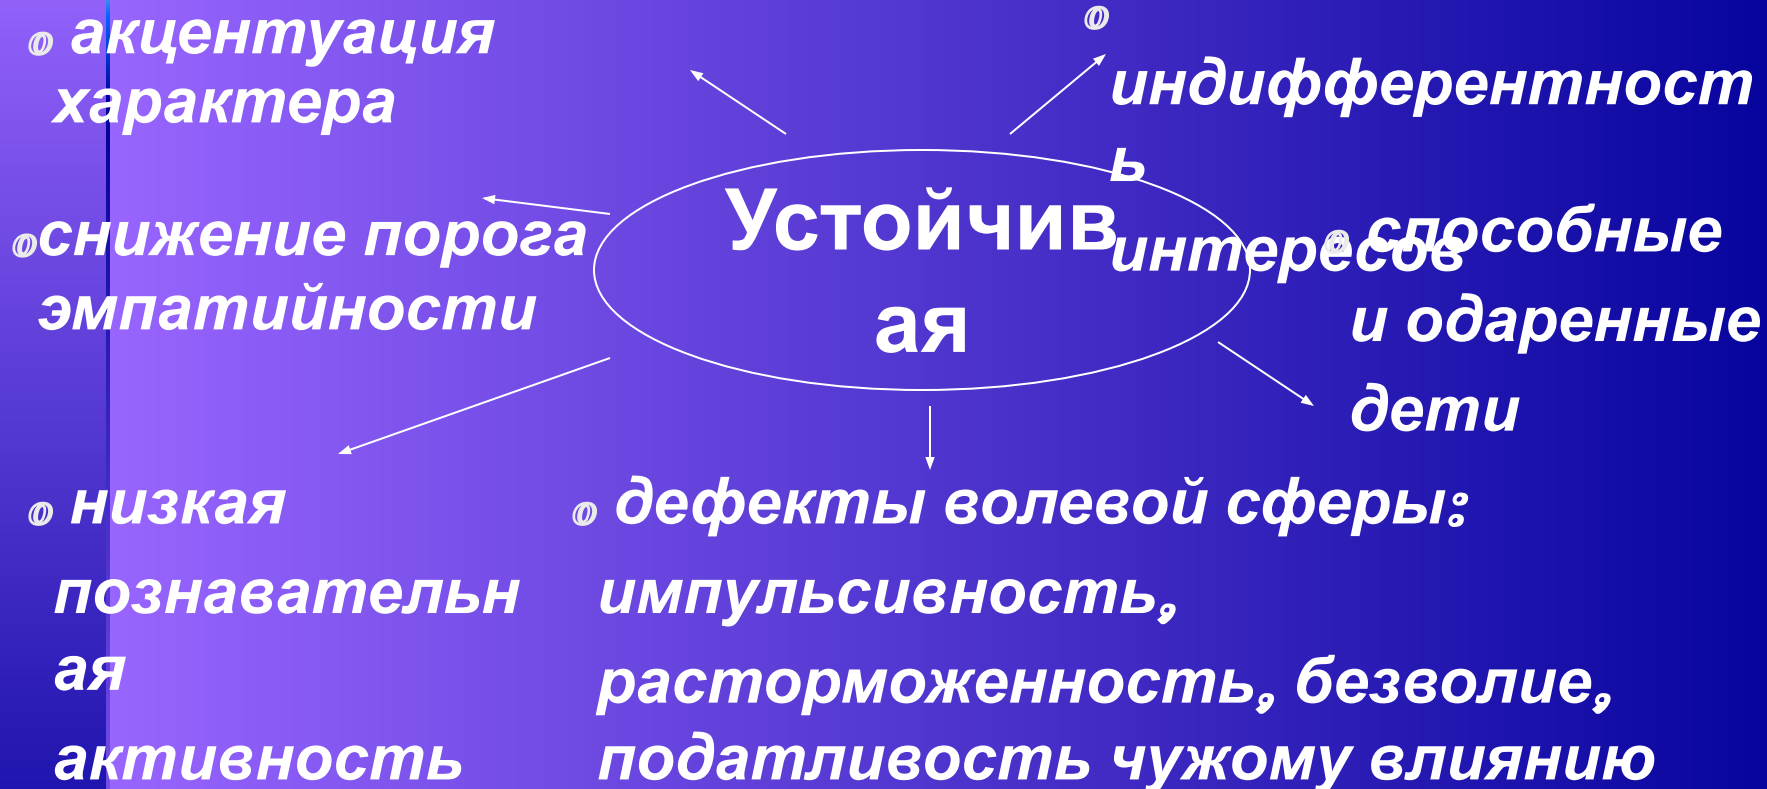 акцентуация
характера
индифферентност
ь
интересов
Устойчив
ая
снижение порога
эмпатийности
способные
и одаренные
дети
низкая
познавательн
ая
активность
дефекты волевой сферы:
импульсивность,
расторможенность, безволие,
податливость чужому влиянию